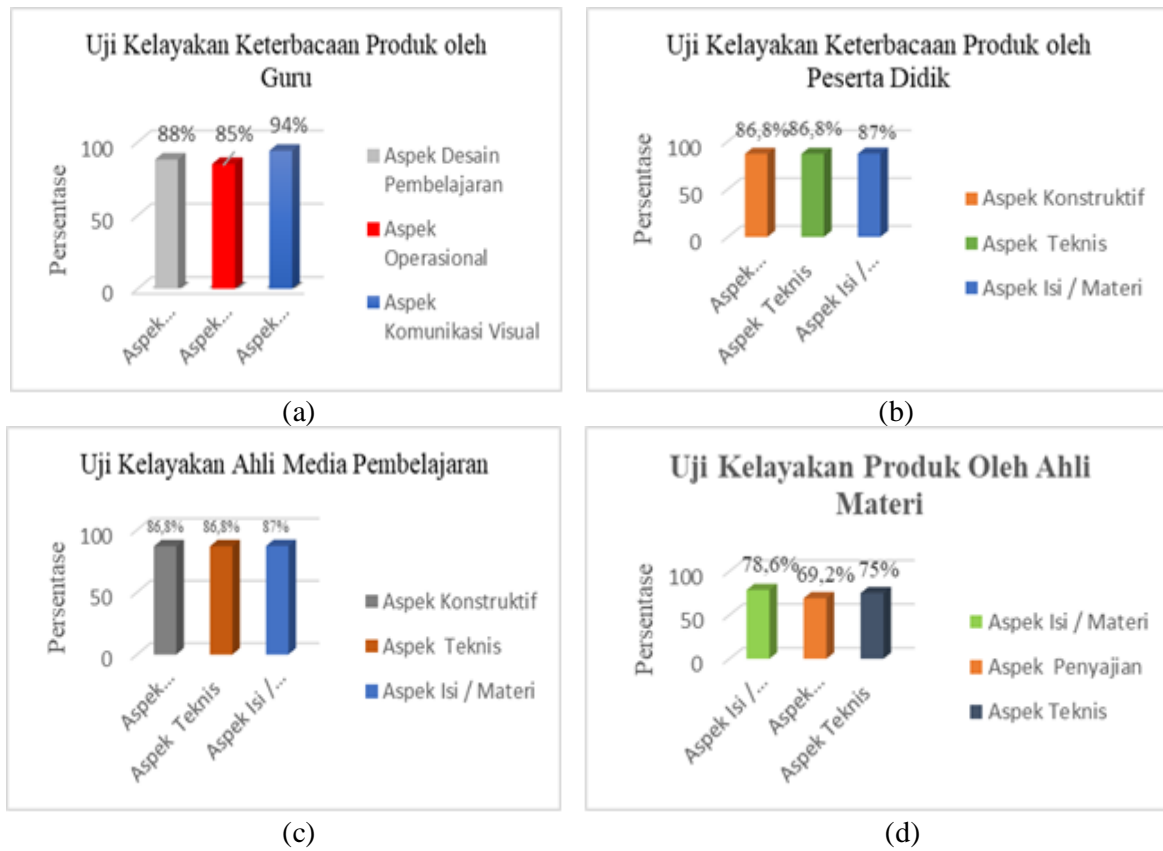 Uji Kelayakan Keterbacaan Produk oleh
Guru
88%
85%
94%
100
50
0
Persentase
Aspek...
Aspek...
Aspek...
Aspek Desain
Pembelajaran
Aspek
Operasional
Aspek
Komunikasi Visual
(a)
Uji Kelayakan Keterbacaan Produk oleh
Peserta Didik
86,8%
86,8%
87%
100
50
0
Persentase
Aspek...
Aspek Teknis
Aspek Isi /...
Aspek Konstruktif
Aspek Teknis
Aspek Isi / Materi
(b)
Uji Kelayakan Ahli Media Pembelajaran
86,8%
86,8%
87%
100
50
0
Persentase
Aspek...
Aspek Teknis
Aspek Isi /...
Aspek Konstruktif
Aspek Teknis
Aspek Isi / Materi
(c)
Uji Kelayakan Produk Oleh Ahli
Materi
78,6%
69,2%
75%
100
50
0
Persentase
Aspek Isi /...
Aspek...
Aspek Teknis
Aspek Isi / Materi
Aspek Penyajian
Aspek Teknis
(d)